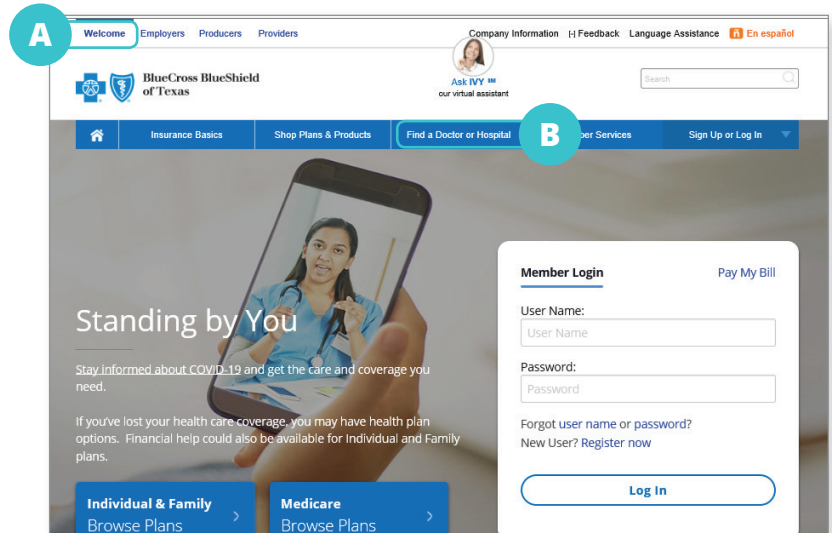 A
Welcome Employers Producers Providers Company Information [-] Feedback Language Assistance ñ En español
BlueCross BlueShield
of Texas
Ask IVY ™
our virtual assistant
Search
Insurance Basics Shop Plans & Products Find a Doctor or Hospital B Services Sign Up or Log In
Standing by You
Stay informed about COVID-19 and get the care and coverage you
need.
If you've lost your health care coverage, you may have health plan
options. Financial help could also be available for Individual and Family
plans.
Individual & Family
Browse Plans
Medicare
Browse Plans
Member Login Pay My Bill
User Name:
User Name
Password:
Password
Forgot user name or password?
New User? Register now
Log In